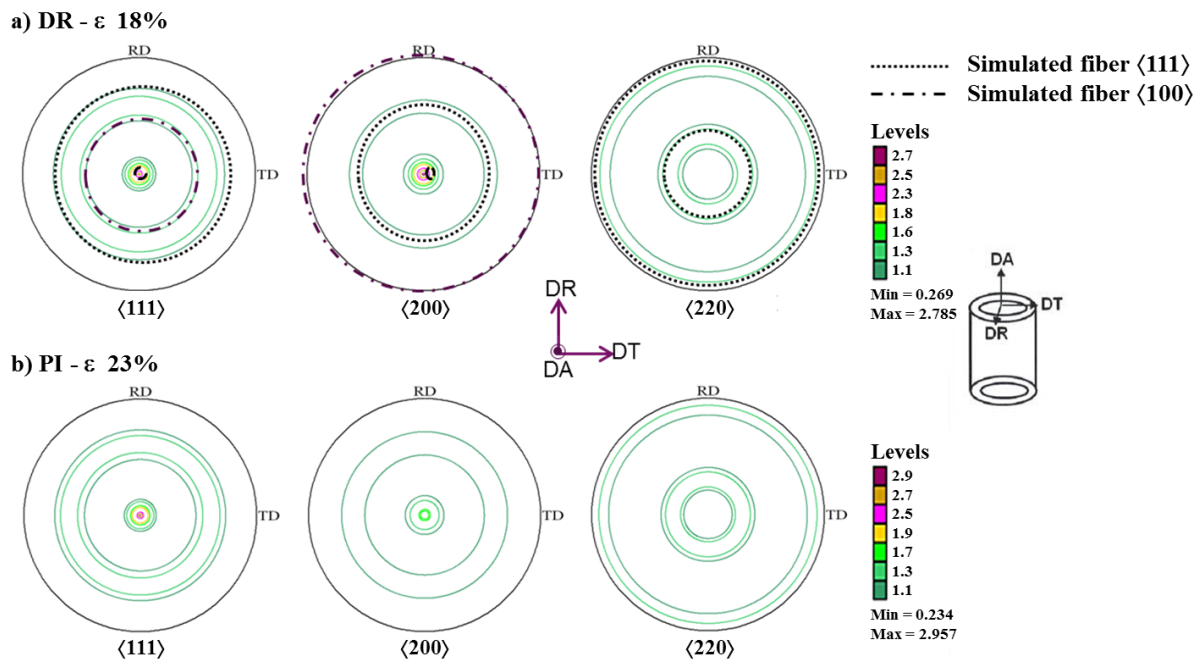 a) DR - ε 18%
RD
TD
⟨111⟩
RD
TD
⟨200⟩
RD
TD
⟨220⟩
Simulated fiber ⟨111⟩
Simulated fiber ⟨100⟩
Levels
2.7
2.5
2.3
1.8
1.6
1.3
1.1
Min = 0.269
Max = 2.785
DR
DT
DA
DA
DT
DR
b) PI - ε 23%
RD
TD
⟨111⟩
RD
TD
⟨200⟩
RD
TD
⟨220⟩
Levels
2.9
2.7
2.5
1.9
1.7
1.3
1.1
Min = 0.234
Max = 2.957